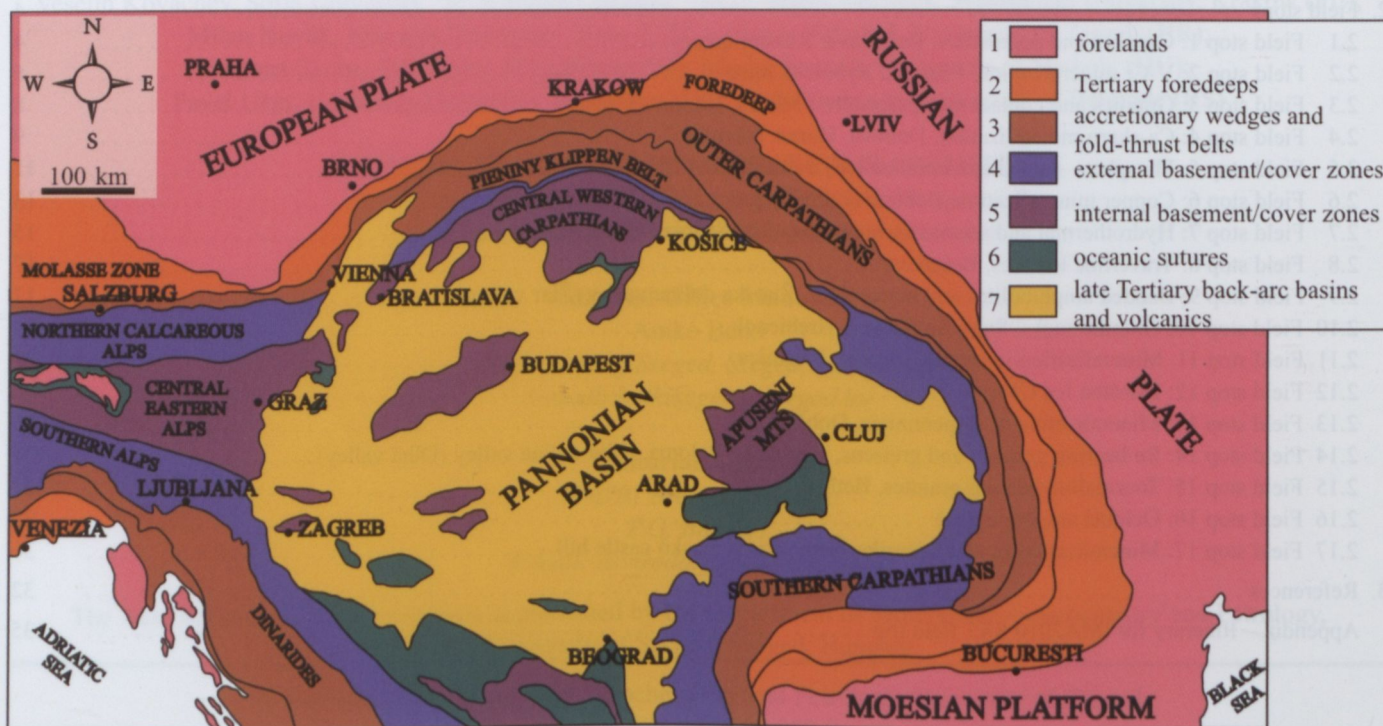 N
W E
S
100 km
PRAHA
EUROPEAN PLATE
BRNO
KRAKOW
FOREDEEP
RUSSIAN
LVIV
OUTER CARPATHIANS
PIENINY KLIPPEN BELT
CENTRAL WESTERN
CARPATHIANS
KOŠICE
MOLASSE ZONE
SALZBURG
VIENNA
BRATISLAVA
NORTHERN CALCAREOUS
ALPS
BUDAPEST
CENTRAL
EASTERN
ALPS
GRAZ
SOUTHERN ALPS
LJUBLJANA
PANNONIAN
BASIN
APUSENI
MTS
CLUJ
ARAD
PLATE
VENEZIA
ZAGREB
SOUTHERN CARPATHIANS
DINARIDES
ADRIATIC
SEA
BEOGRAD
BUCURESTI
MOESIAN PLATFORM
BLACK
SEA
1 forelands
2 Tertiary foredeeps
3 accretionary wedges and
fold-thrust belts
4 external basement/cover zones
5 internal basement/cover zones
6 oceanic sutures
7 late Tertiary back-arc basins
and volcanics